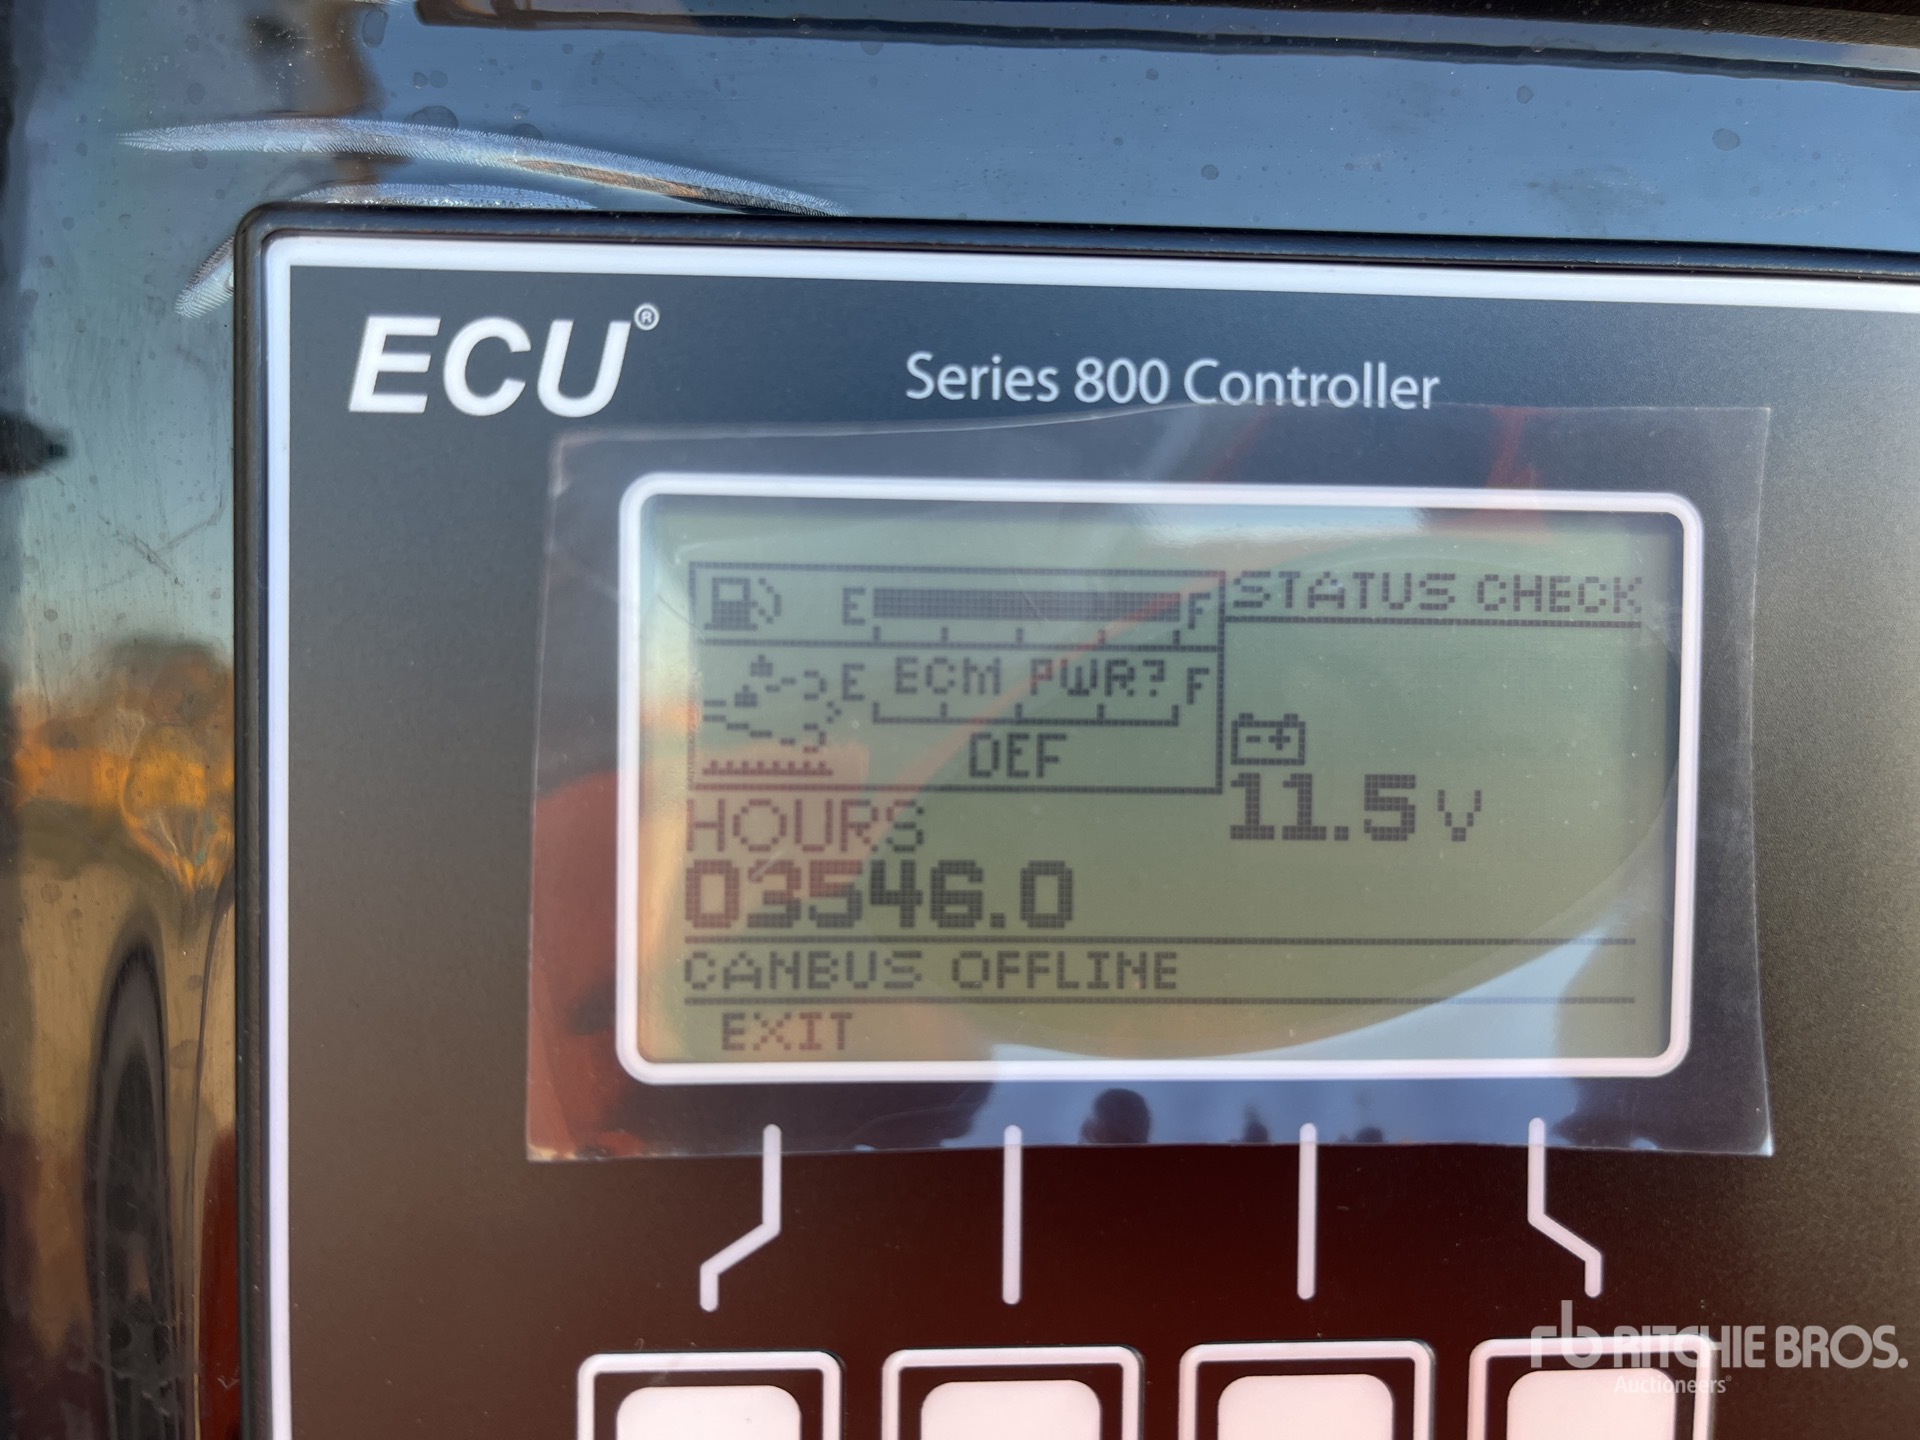 ECU®
Series 800 Controller
E F STATUS CHECK
E ECM PWR? F
DEF
HOURS
11.5 V
03546.0
CANBUS OFFLINE
EXIT
rb RITCHIE BROS.
Auctioneers®